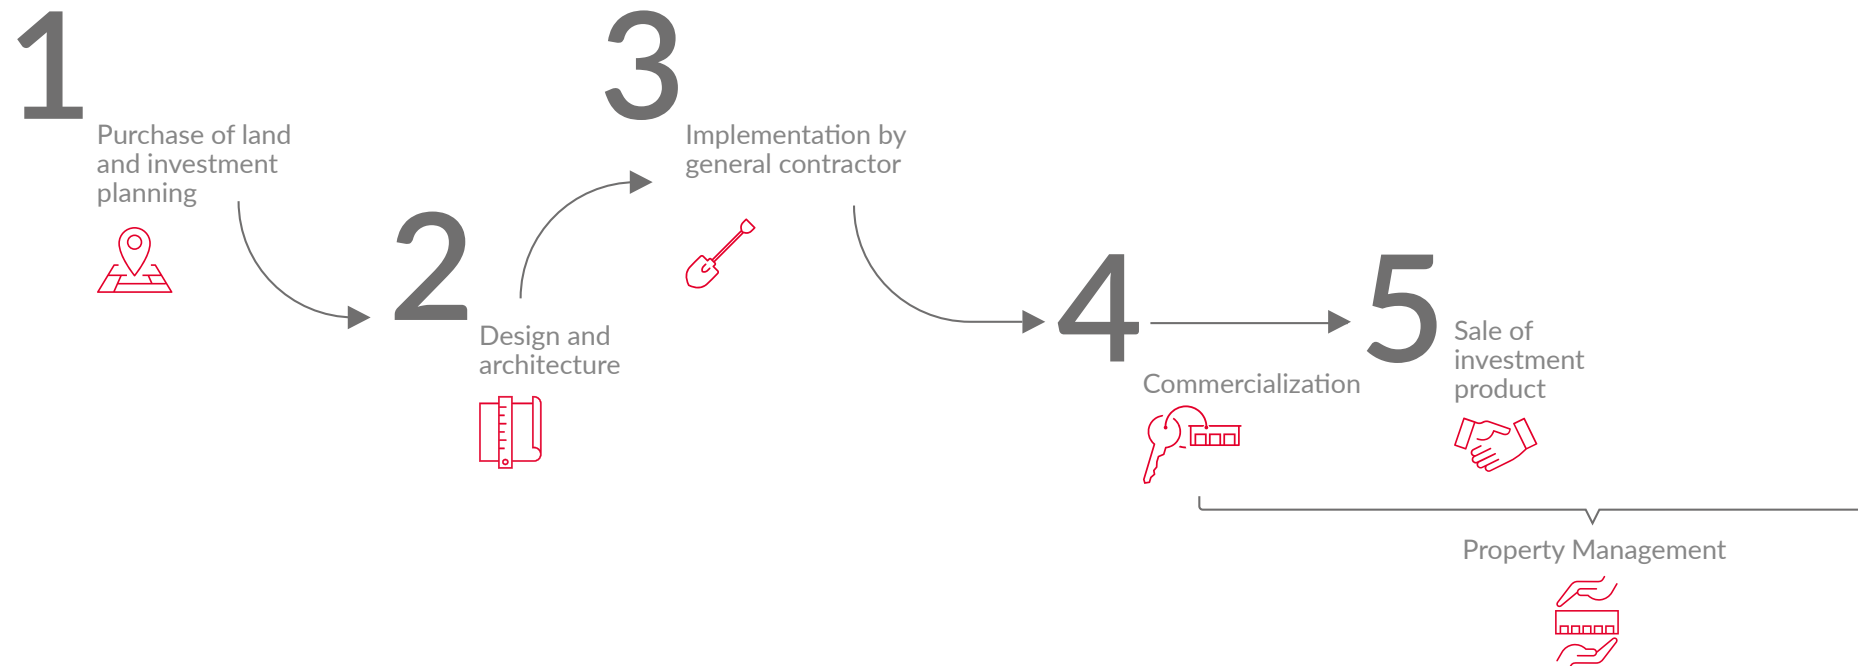 1
Purchase of land
and investment
planning
2
Design and
architecture
3
Implementation by
general contractor
4
Commercialization
5
Sale of
investment
product
Property Management